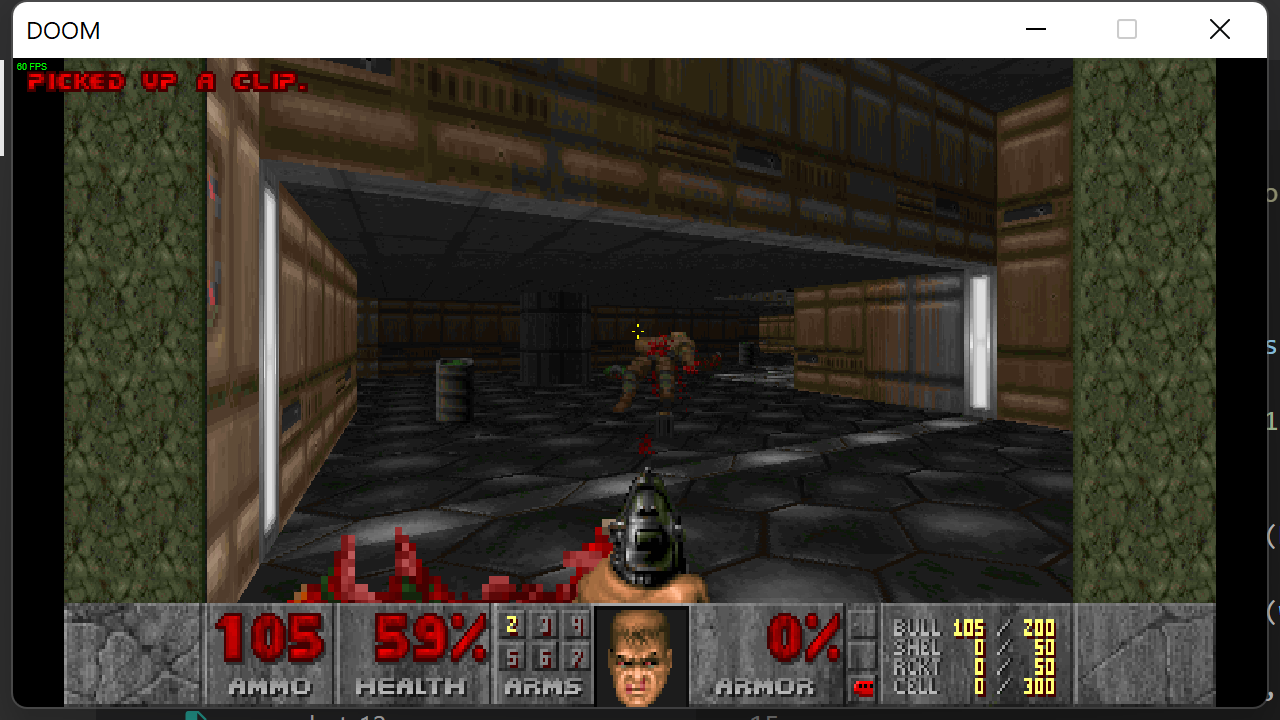 DOOM
60 FPS
PICKED UP A CLIP.
105 59% 2 3 4 0% BULL 105 / 200
SHEL 0 / 50
5 6 7 RCKT 0 / 50
AMMO HEALTH ARMS ARMOR CELL 0 / 300